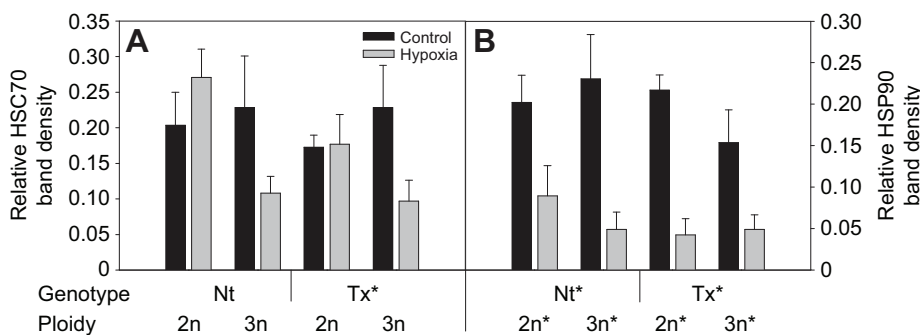 A
B
Control
Hypoxia
Relative HSC70
band density
0.35
0.30
0.25
0.20
0.15
0.10
0.05
0
0.30
0.25
0.20
0.15
0.10
0.05
0
Relative HSP90
band density
Genotype Nt Tx* Nt* Tx*
Ploidy 2n 3n 2n 3n 2n* 3n* 2n* 3n*